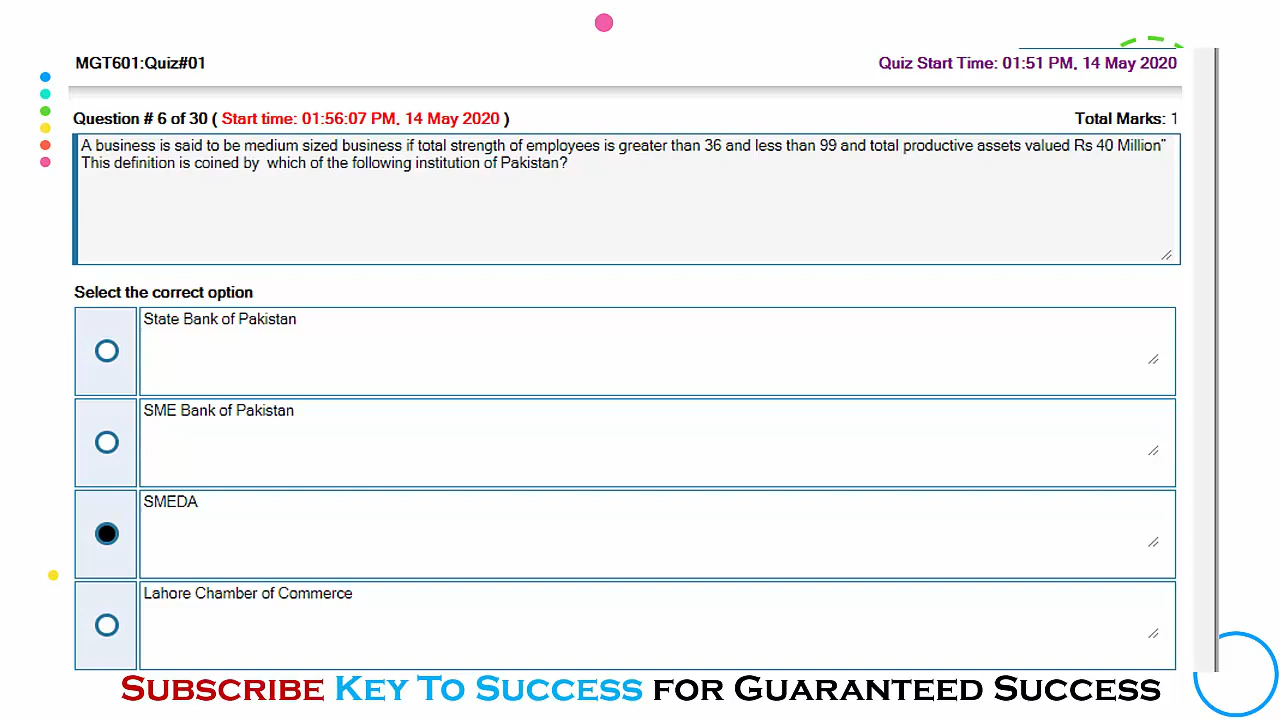 MGT601:Quiz#01
Quiz Start Time: 01:51 PM, 14 May 2020
Question # 6 of 30 ( Start time: 01:56:07 PM, 14 May 2020 )
Total Marks: 1
A business is said to be medium sized business if total strength of employees is greater than 36 and less than 99 and total productive assets valued Rs 40 Million”
This definition is coined by  which of the following institution of Pakistan?
Select the correct option
State Bank of Pakistan
SME Bank of Pakistan
SMEDA
Lahore Chamber of Commerce
Subscribe Key To Success for Guaranteed Success